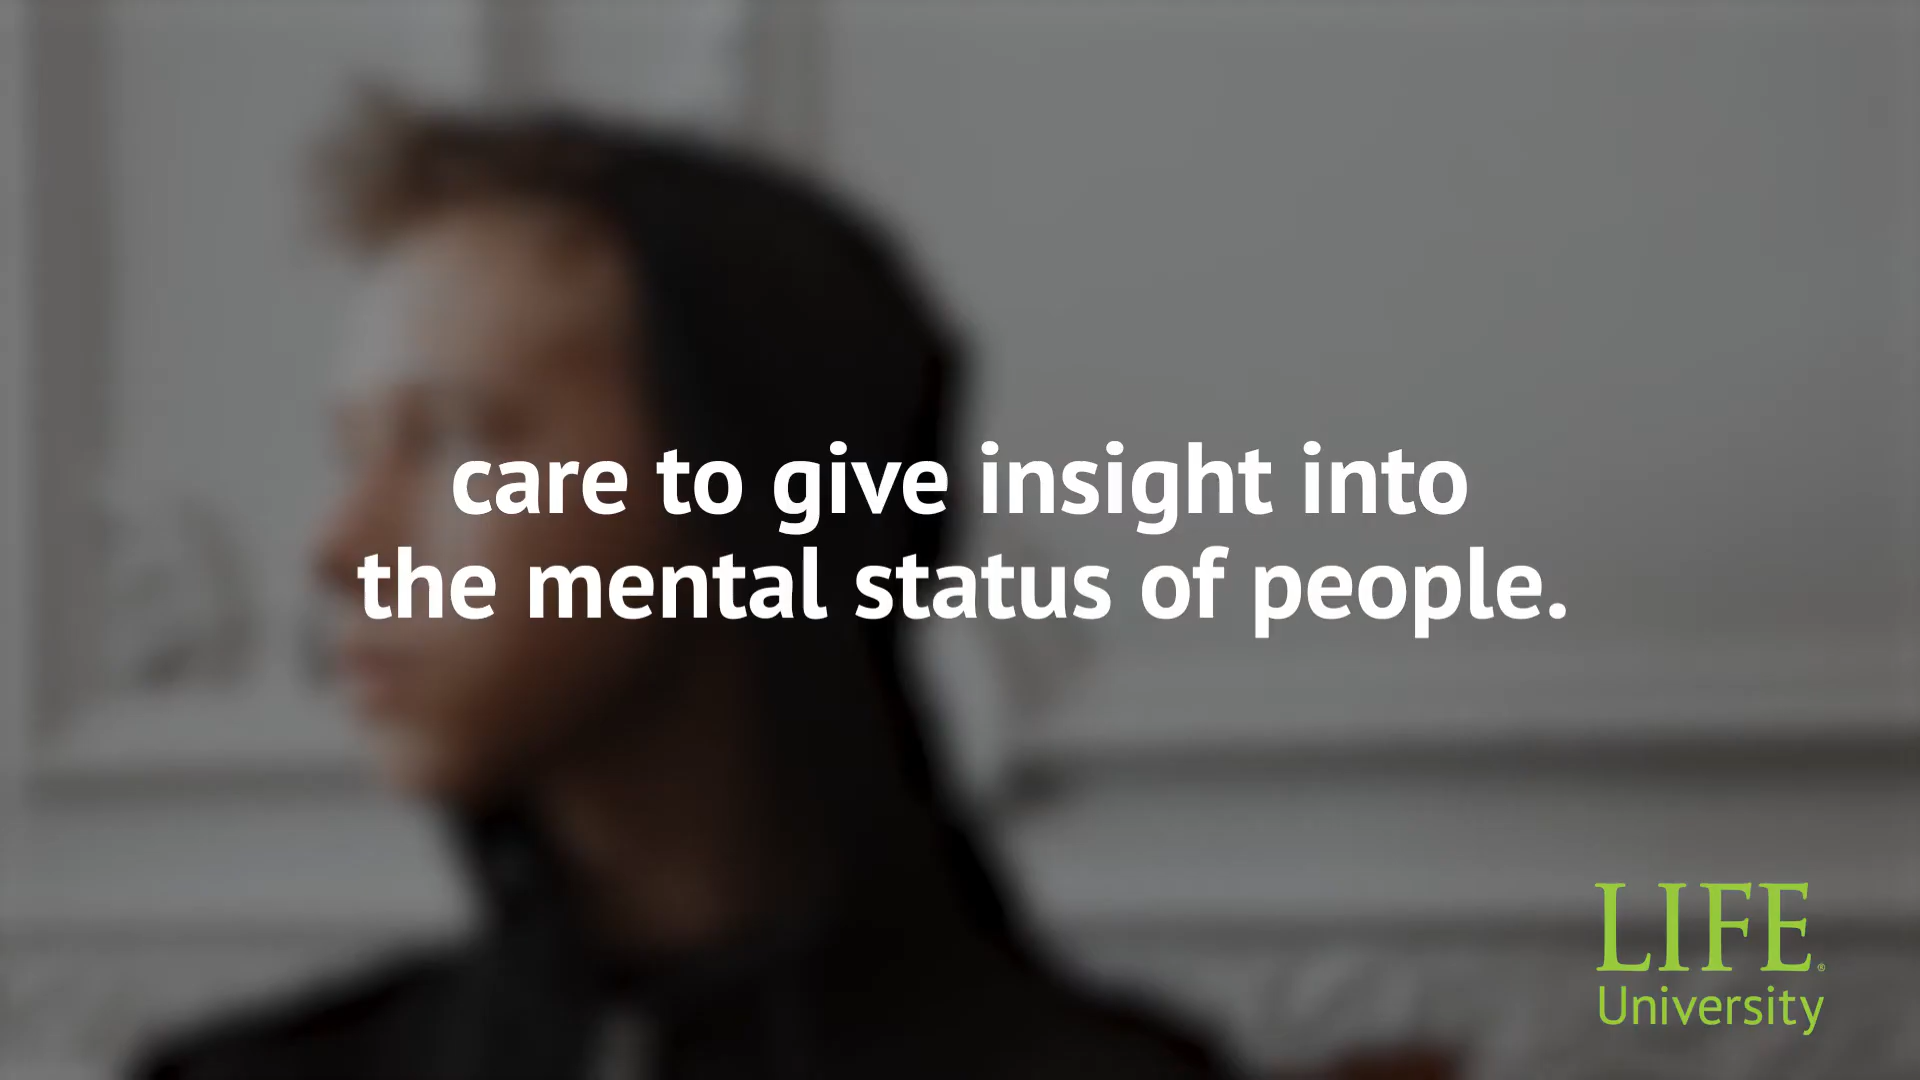 care to give insight into
the mental status of people.
LIFE®
University